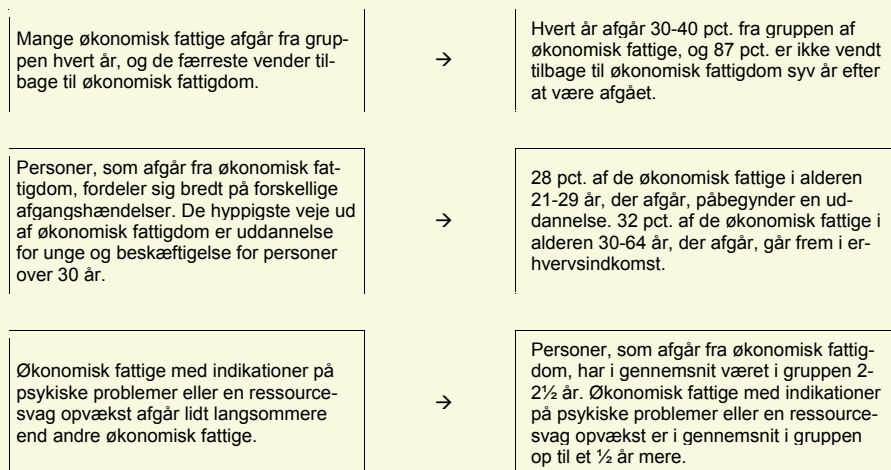 Mange økonomisk fattige afgår fra grup-
pen hvert år, og de færreste vender til-
bage til økonomisk fattigdom.
→
Hvert år afgår 30-40 pct. fra gruppen af
økonomisk fattige, og 87 pct. er ikke vendt
tilbage til økonomisk fattigdom syv år efter
at være afgået.
Personer, som afgår fra økonomisk fat-
tigdom, fordeler sig bredt på forskellige
afgangshændelser. De hyppigste veje ud
af økonomisk fattigdom er uddannelse
for unge og beskæftigelse for personer
over 30 år.
→
28 pct. af de økonomisk fattige i alderen
21-29 år, der afgår, påbegynder en ud-
dannelse. 32 pct. af de økonomisk fattige i
alderen 30-64 år, der afgår, går frem i er-
hvervsindkomst.
Økonomisk fattige med indikationer på
psykiske problemer eller en ressource-
svag opvækst afgår lidt langsommere
end andre økonomisk fattige.
→
Personer, som afgår fra økonomisk fattig-
dom, har i gennemsnit været i gruppen 2-
2½ år. Økonomisk fattige med indikationer
på psykiske problemer eller en ressource-
svag opvækst er i gennemsnit i gruppen
op til et ½ år mere.